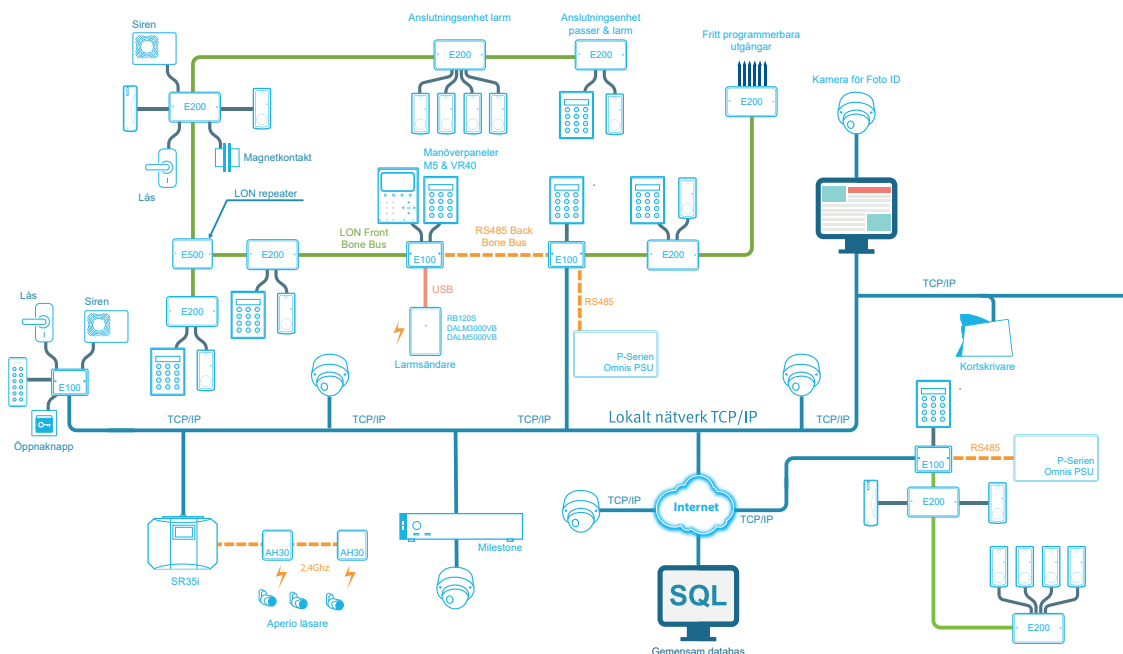 Siren
Anslutningsenhet larm
Anslutningsenhet
passer & larm
Fritt programmerbara
utgångar
Kamera för Foto ID
E200
E200
E200
E200
Magnetkontakt
Lås
Manöverpaneler
M5 & VR40
LON repeater
LON Front
Bone Bus
RS485 Back
Bone Bus
E500
E200
E100
E100
E200
USB
RS485
TCP/IP
Lås
Siren
E200
RB120S
DALM3000VB
DALM5000VB
Larmsändare
P-Serien
Omnis PSU
Kortskrivare
E100
Öppnaknapp
TCP/IP
TCP/IP
TCP/IP
TCP/IP
Lokalt nätverk TCP/IP
TCP/IP
E100
RS485
P-Serien
Omnis PSU
TCP/IP
Internet
TCP/IP
E200
SR35i
AH30
2.4Ghz
AH30
Milestone
Aperio läsare
SQL
Gemensam databas
E200